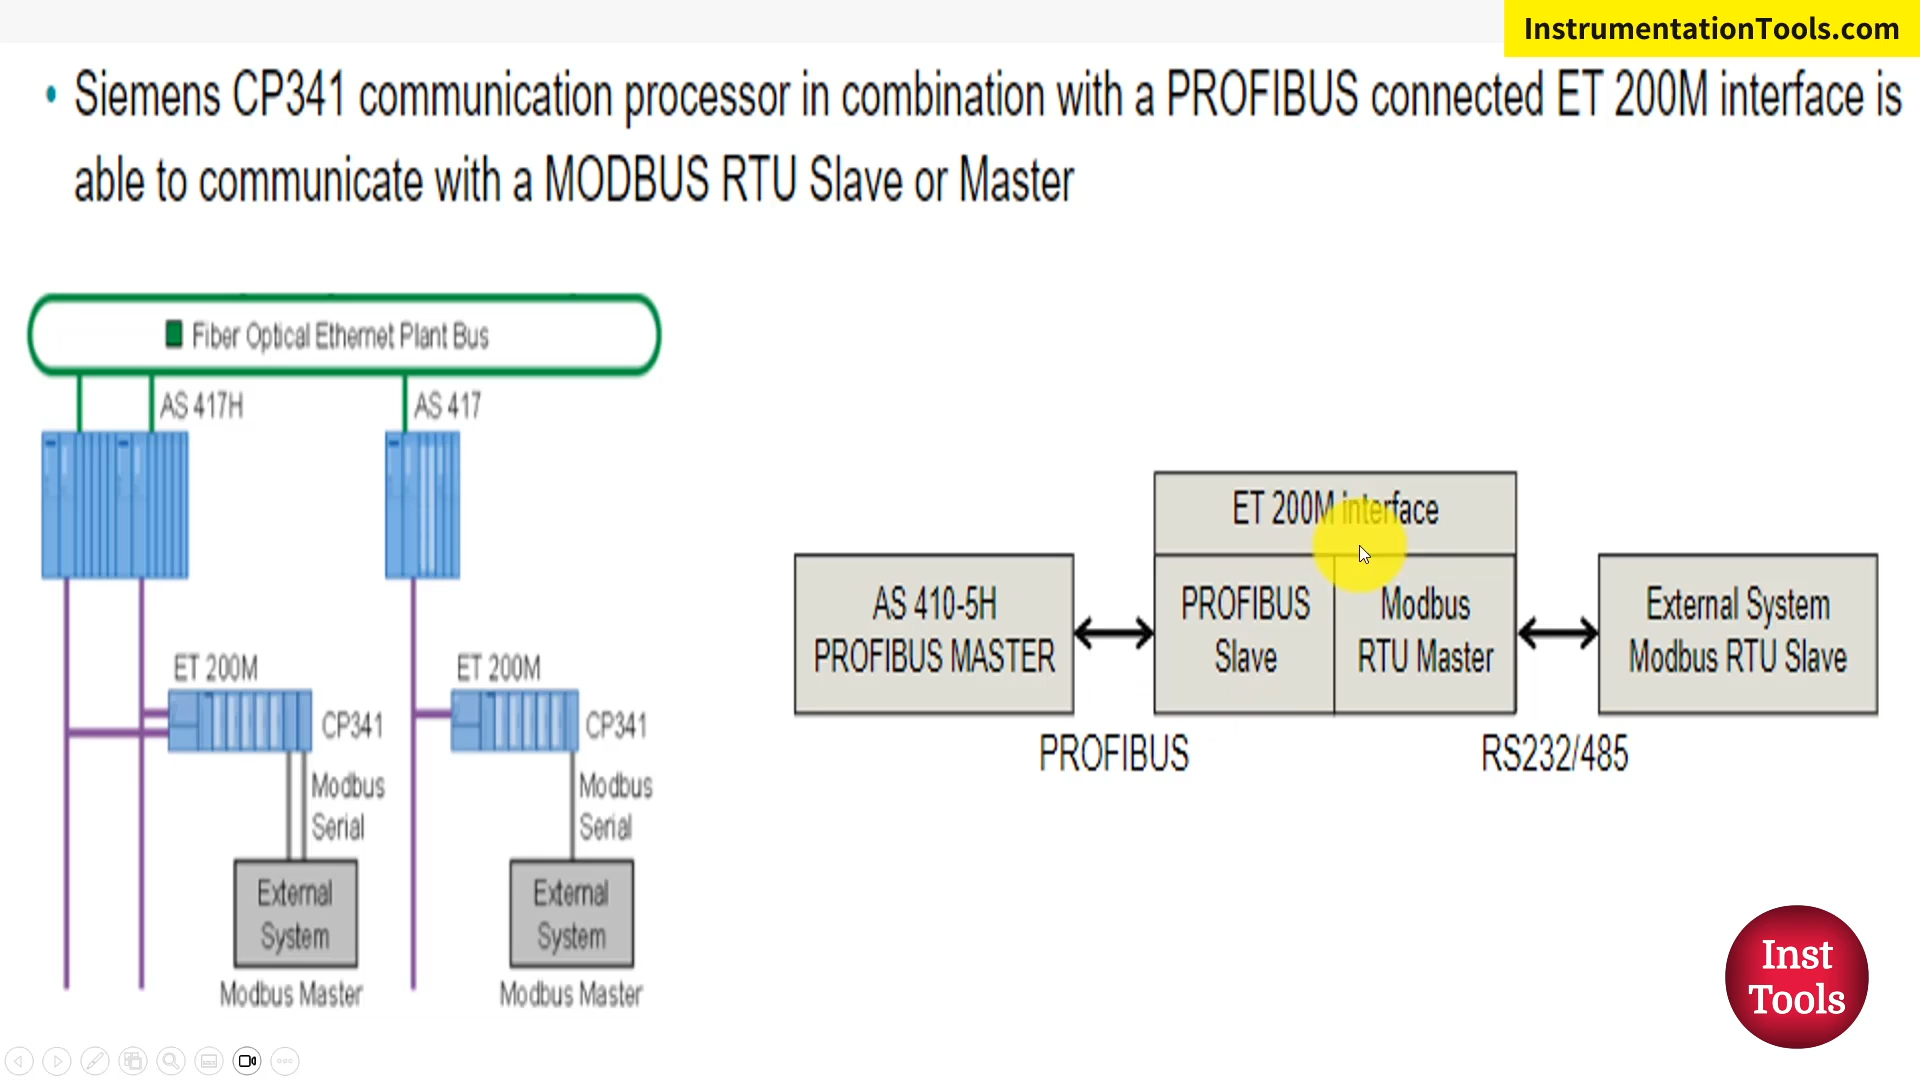 InstrumentationTools.com
• Siemens CP341 communication processor in combination with a PROFIBUS connected ET 200M interface is
able to communicate with a MODBUS RTU Slave or Master
Fiber Optical Ethernet Plant Bus
AS 417H
AS 417
ET 200M
CP341
Modbus
Serial
External
System
Modbus Master
ET 200M
CP341
Modbus
Serial
External
System
Modbus Master
ET 200M interface
AS 410-5H
PROFIBUS MASTER
PROFIBUS
Slave
Modbus
RTU Master
External System
Modbus RTU Slave
PROFIBUS
RS232/485
Inst
Tools